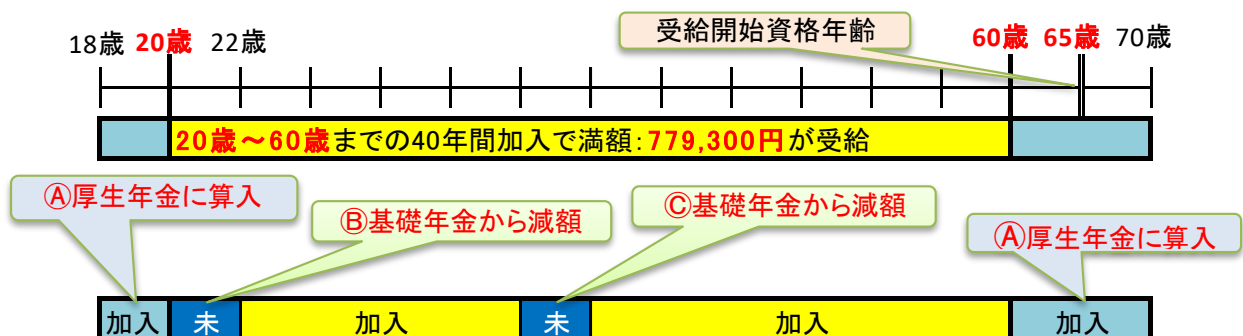 受給開始資格年齢
18歳 20歳 22歳 60歳 65歳 70歳
20歳～60歳までの40年間加入で満額:779,300円が受給
Ⓐ厚生年金に算入
Ⓑ基礎年金から減額
Ⓒ基礎年金から減額
Ⓐ厚生年金に算入
加入 未 加入 未 加入 加入